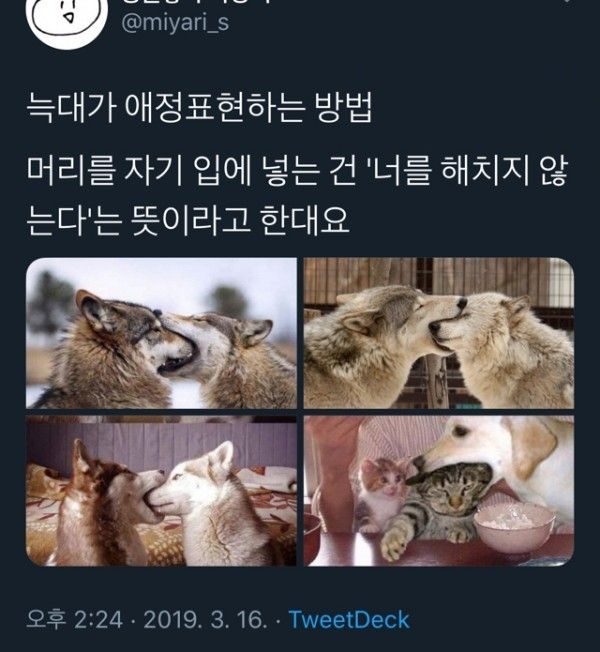 @miyari_s
늑대가 애정표현하는 방법
머리를 자기 입에 넣는 건 '너를 해치지 않
는다'는 뜻이라고 한대요
오후 2:24 · 2019. 3. 16. · TweetDeck